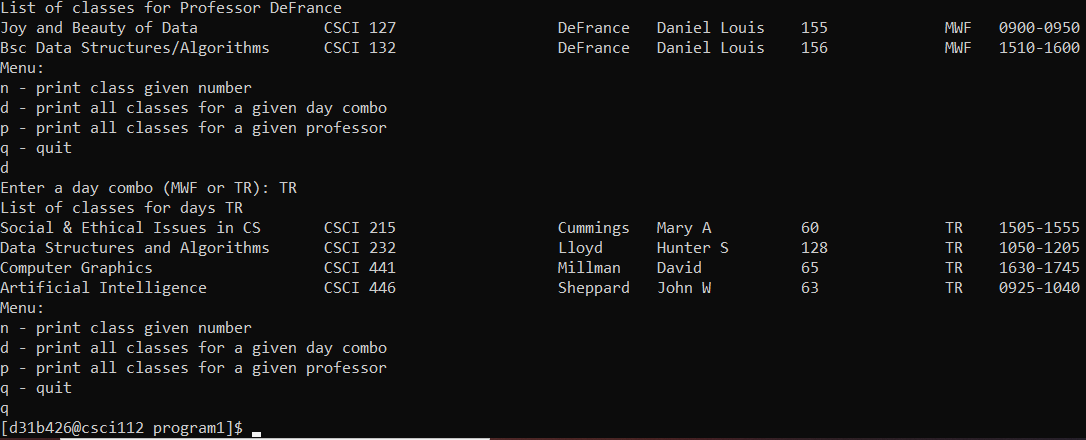 List of classes for Professor DeFrance
Joy and Beauty of Data CSCI 127 DeFrance Daniel Louis 155 MWF 0900-0950
Bsc Data Structures/Algorithms CSCI 132 DeFrance Daniel Louis 156 MWF 1510-1600
Menu:
n - print class given number
d - print all classes for a given day combo
p - print all classes for a given professor
q - quit
d
Enter a day combo (MWF or TR): TR
List of classes for days TR
Social & Ethical Issues in CS CSCI 215 Cummings Mary A 60 TR 1505-1555
Data Structures and Algorithms CSCI 232 Lloyd Hunter S 128 TR 1050-1205
Computer Graphics CSCI 441 Millman David 65 TR 1630-1745
Artificial Intelligence CSCI 446 Sheppard John W 63 TR 0925-1040
Menu:
n - print class given number
d - print all classes for a given day combo
p - print all classes for a given professor
q - quit
q
[d31b426@csci112 program1]$